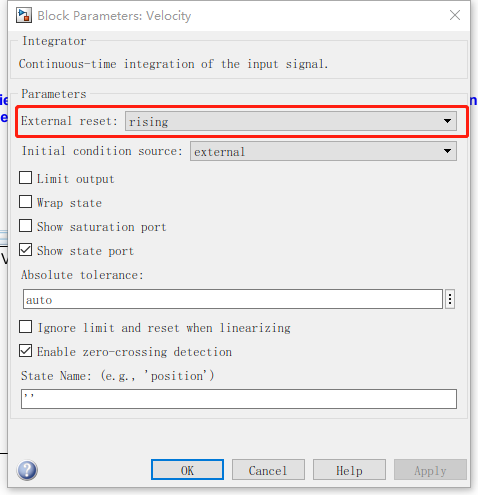 Block Parameters: Velocity
Integrator
Continuous-time integration of the input signal.
Parameters
External reset: rising
Initial condition source: external
Limit output
Wrap state
Show saturation port
Show state port
Absolute tolerance:
auto
Ignore limit and reset when linearizing
Enable zero-crossing detection
State Name: (e.g., 'position')
''
OK Cancel Help Apply